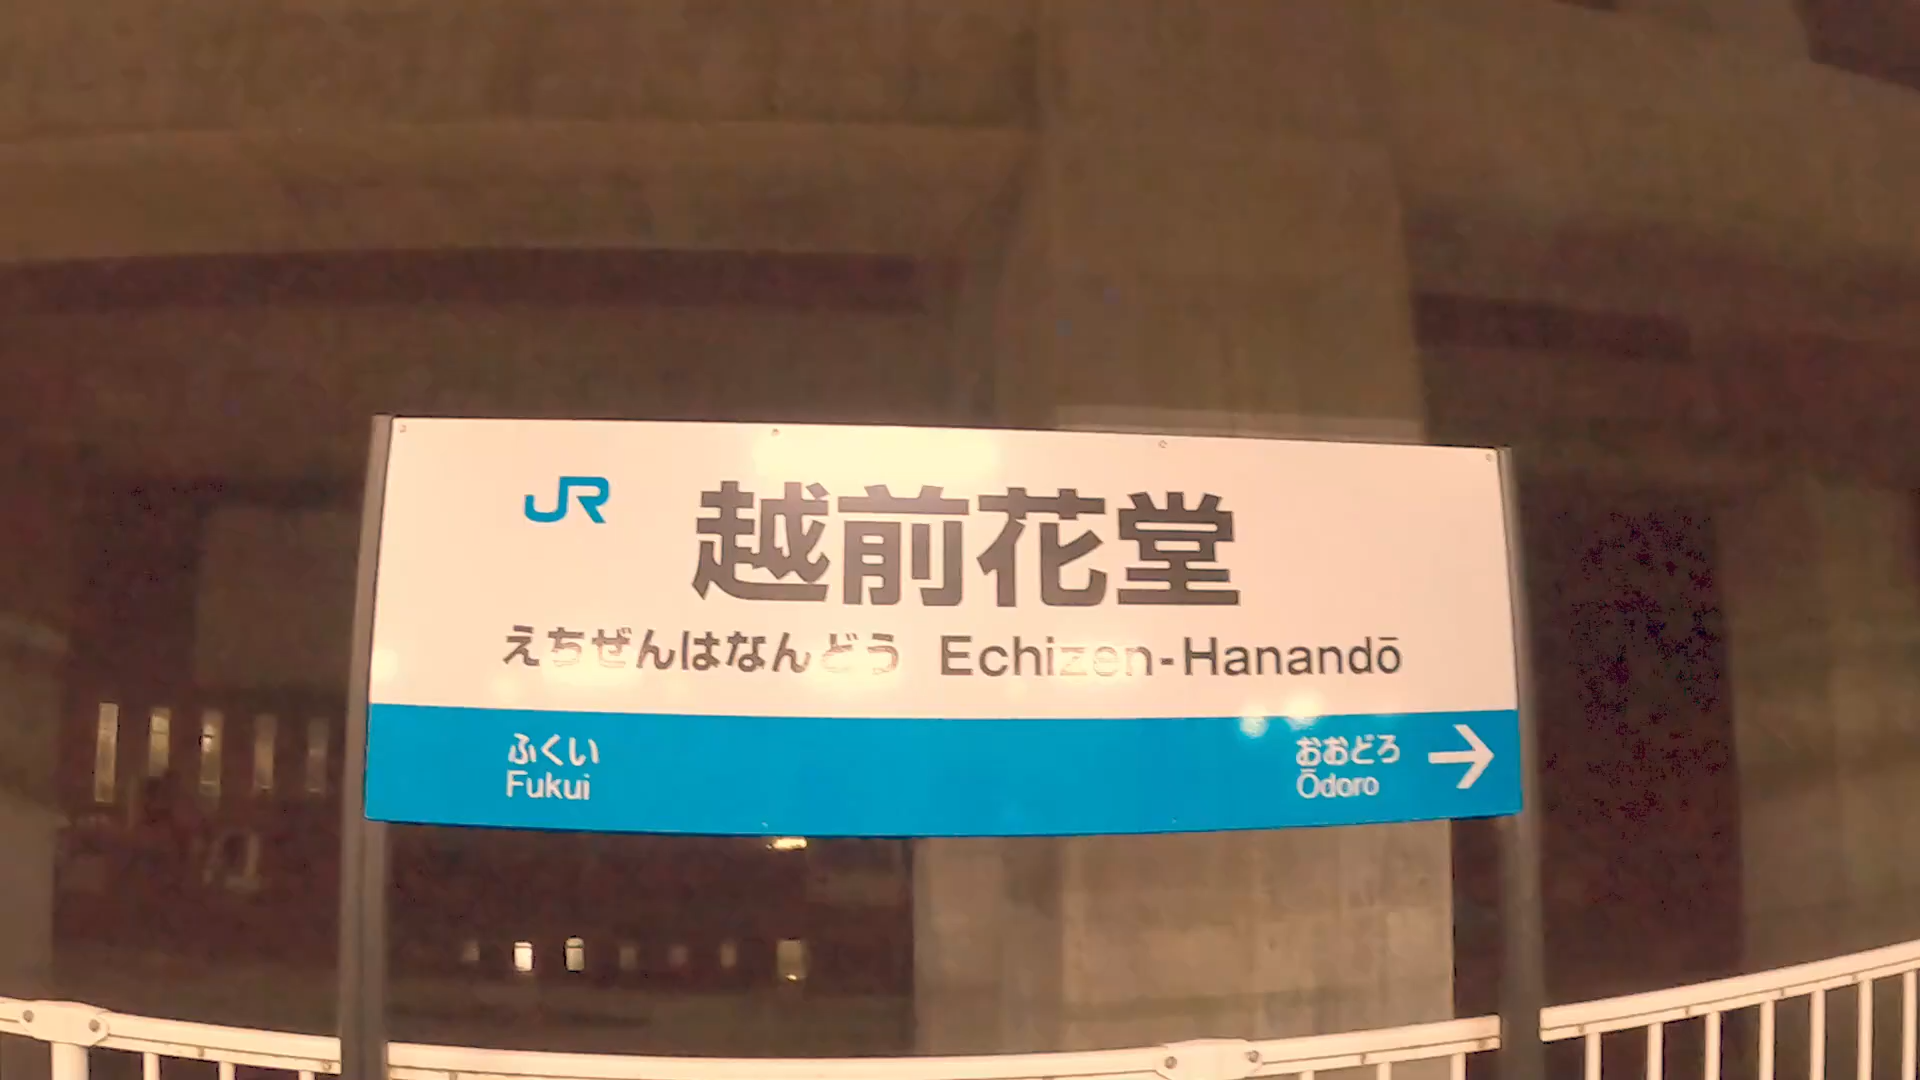 JR
越前花堂
えちぜんはなんどう Echizen-Hanandō
ふくい
Fukui
おおどろ
Ōdoro
→